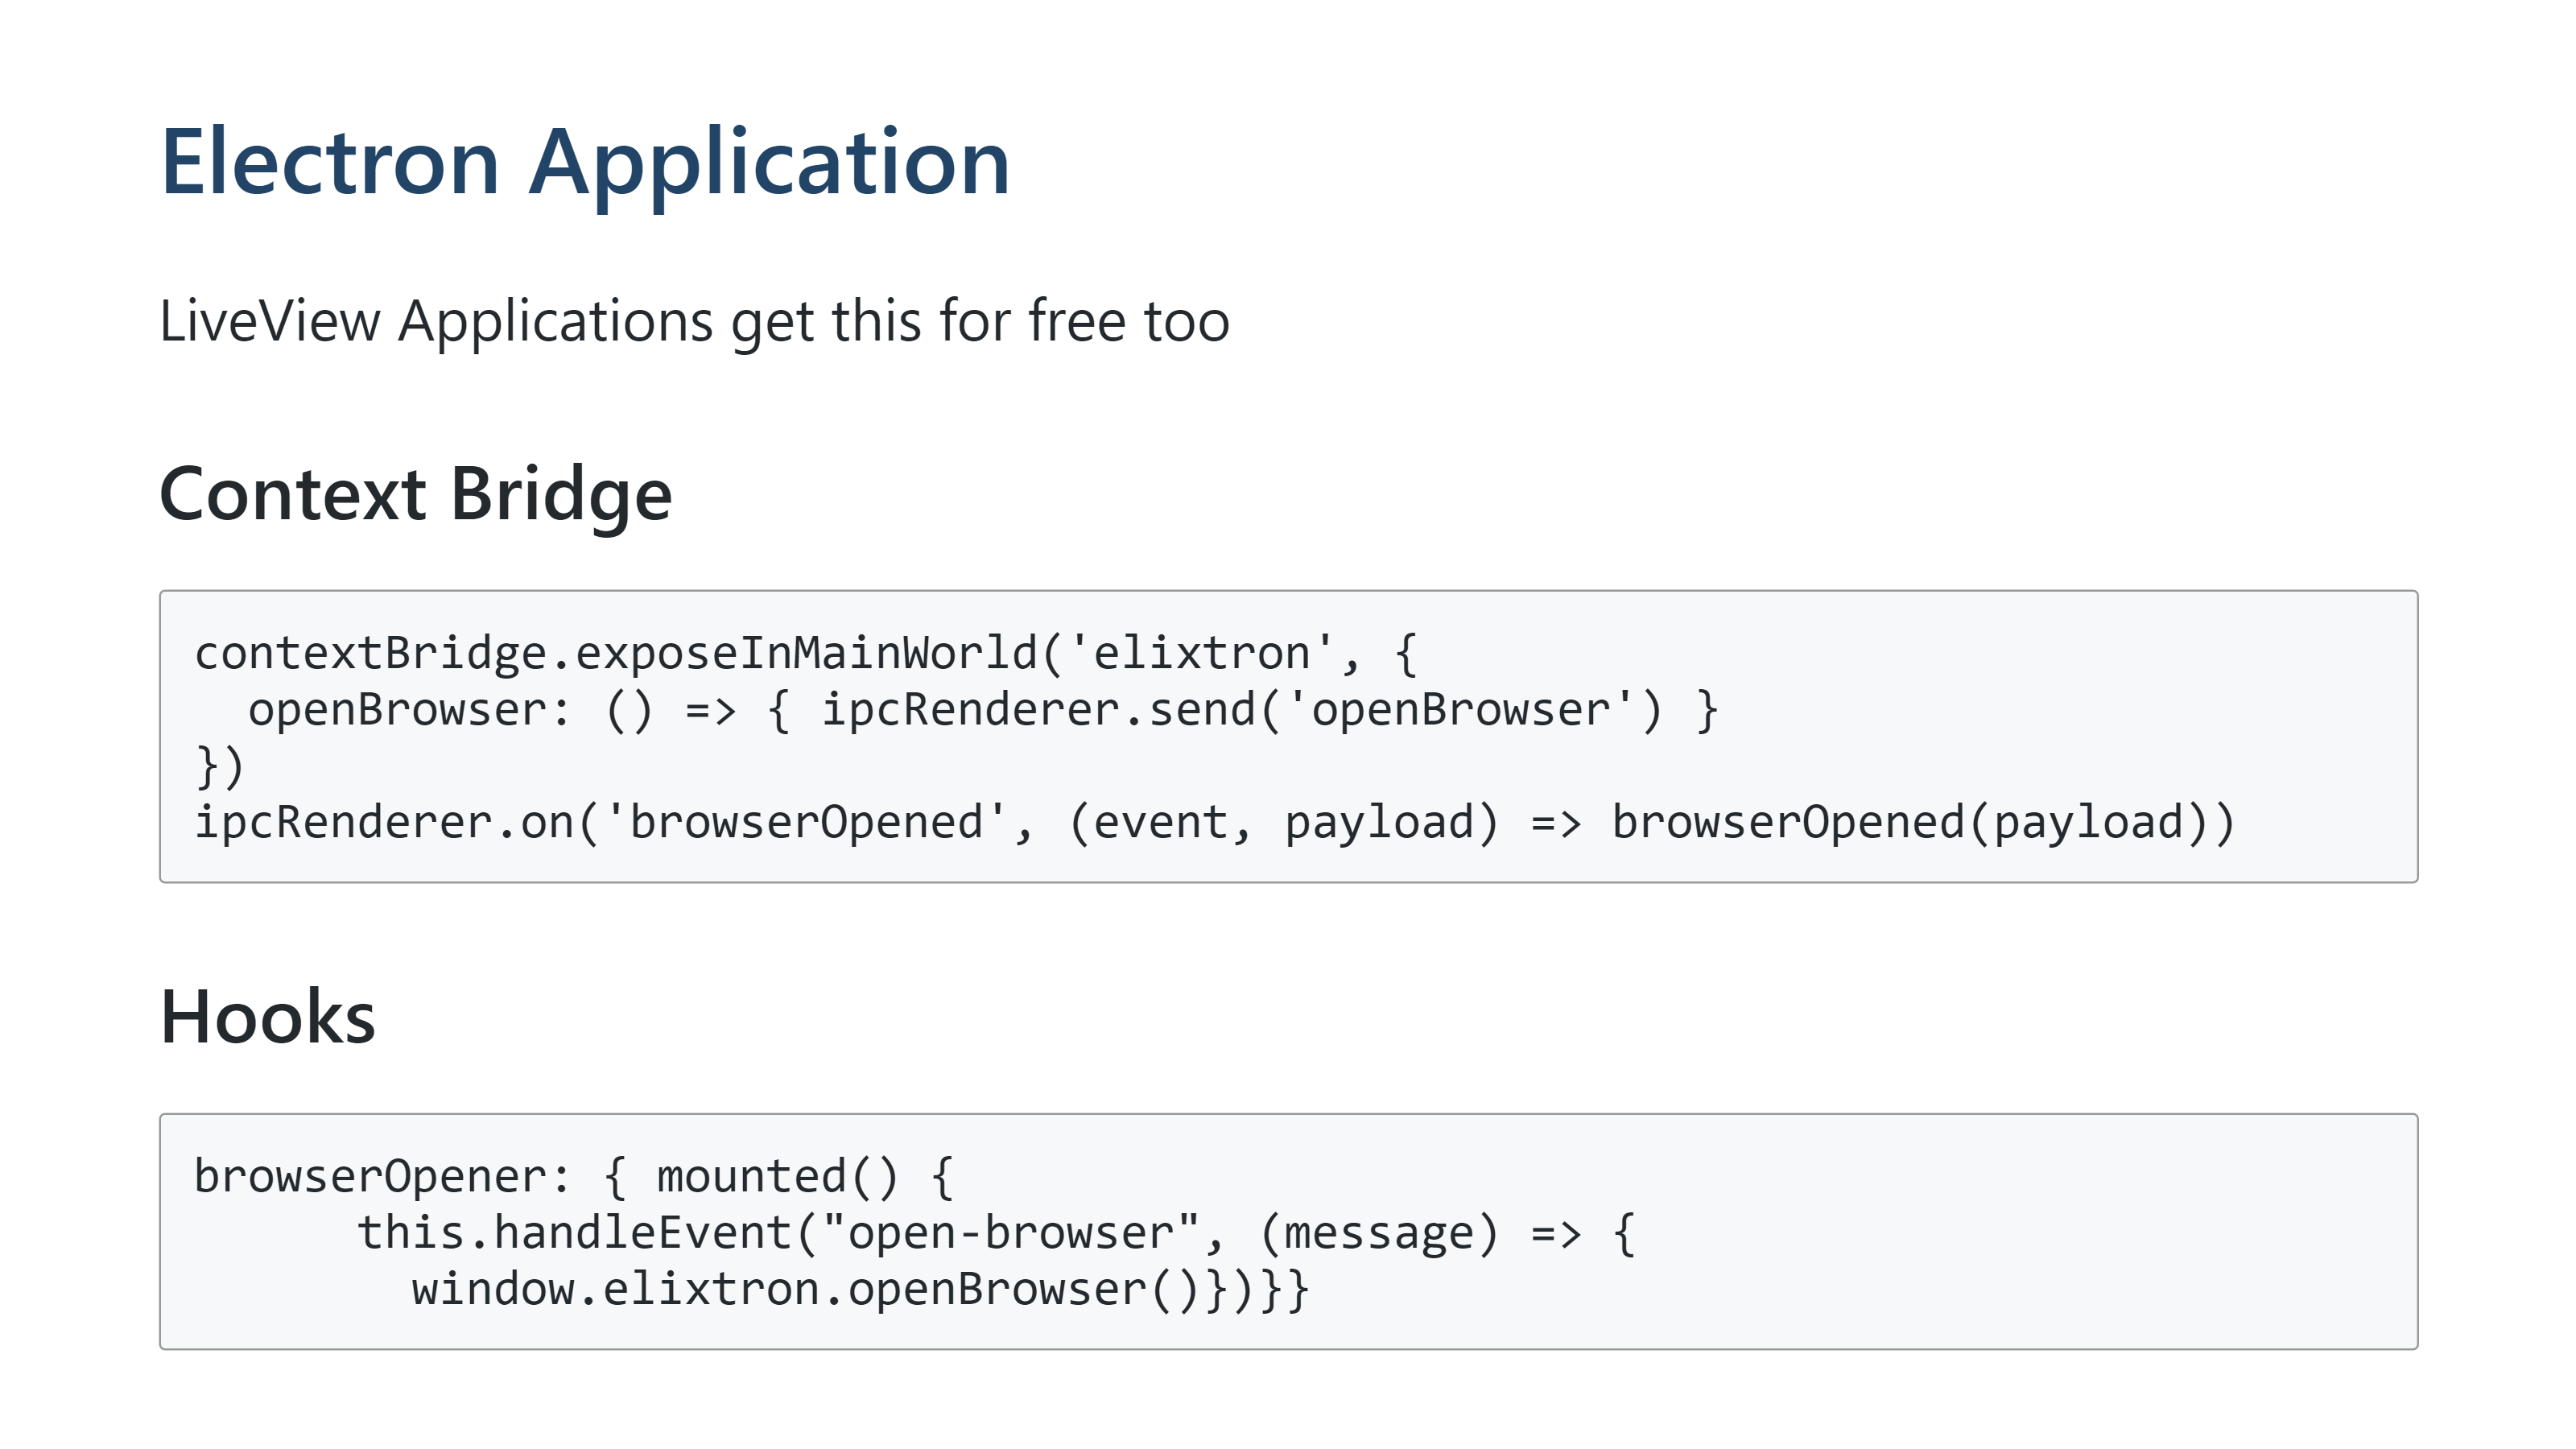 Electron Application
LiveView Applications get this for free too
Context Bridge
contextBridge.exposeInMainWorld('elixtron', {
  openBrowser: () => { ipcRenderer.send('openBrowser') }
})
ipcRenderer.on('browserOpened', (event, payload) => browserOpened(payload))
Hooks
browserOpener: { mounted() {
      this.handleEvent("open-browser", (message) => {
        window.elixtron.openBrowser()})}}